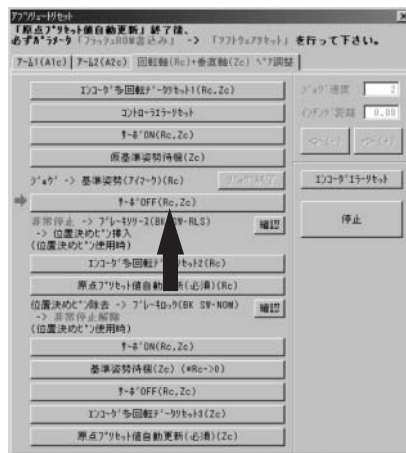 アブソリュートリセット
「原点プリセット値自動更新」終了後、
必ずパラメータ「フラッシュROM書込み」 -> 「ソフトウェアリセット」 を行って下さい。
アーム1(A1c) アーム2(A2c) 回転軸(Rc)+垂直軸(Zc) ペア調整
エンコーダ多回転データリセット1(Rc,Zc)
コントローラエラーリセット
サーボON(Rc,Zc)
仮基準姿勢待機(Zc)
ジョグ -> 基準姿勢(アイマーク)(Rc)
サーボOFF(Rc,Zc)
非常停止 -> ブレーキリリース(BK SW-RLS)
-> 位置決めピン挿入
(位置決めピン使用時)
確認
エンコーダ多回転データリセット2(Rc)
原点プリセット値自動更新(必須)(Rc)
位置決めピン除去 -> ブレーキロック(BK SW-NOM)
-> 非常停止解除
(位置決めピン使用時)
確認
サーボON(Rc,Zc)
基準姿勢待機(Zc) (*Rc->0)
サーボOFF(Rc,Zc)
エンコーダ多回転データリセット3(Zc)
原点プリセット値自動更新(必須)(Zc)
ジョグ速度 2
インチング距離 0.00
エンコーダエラーリセット
停止